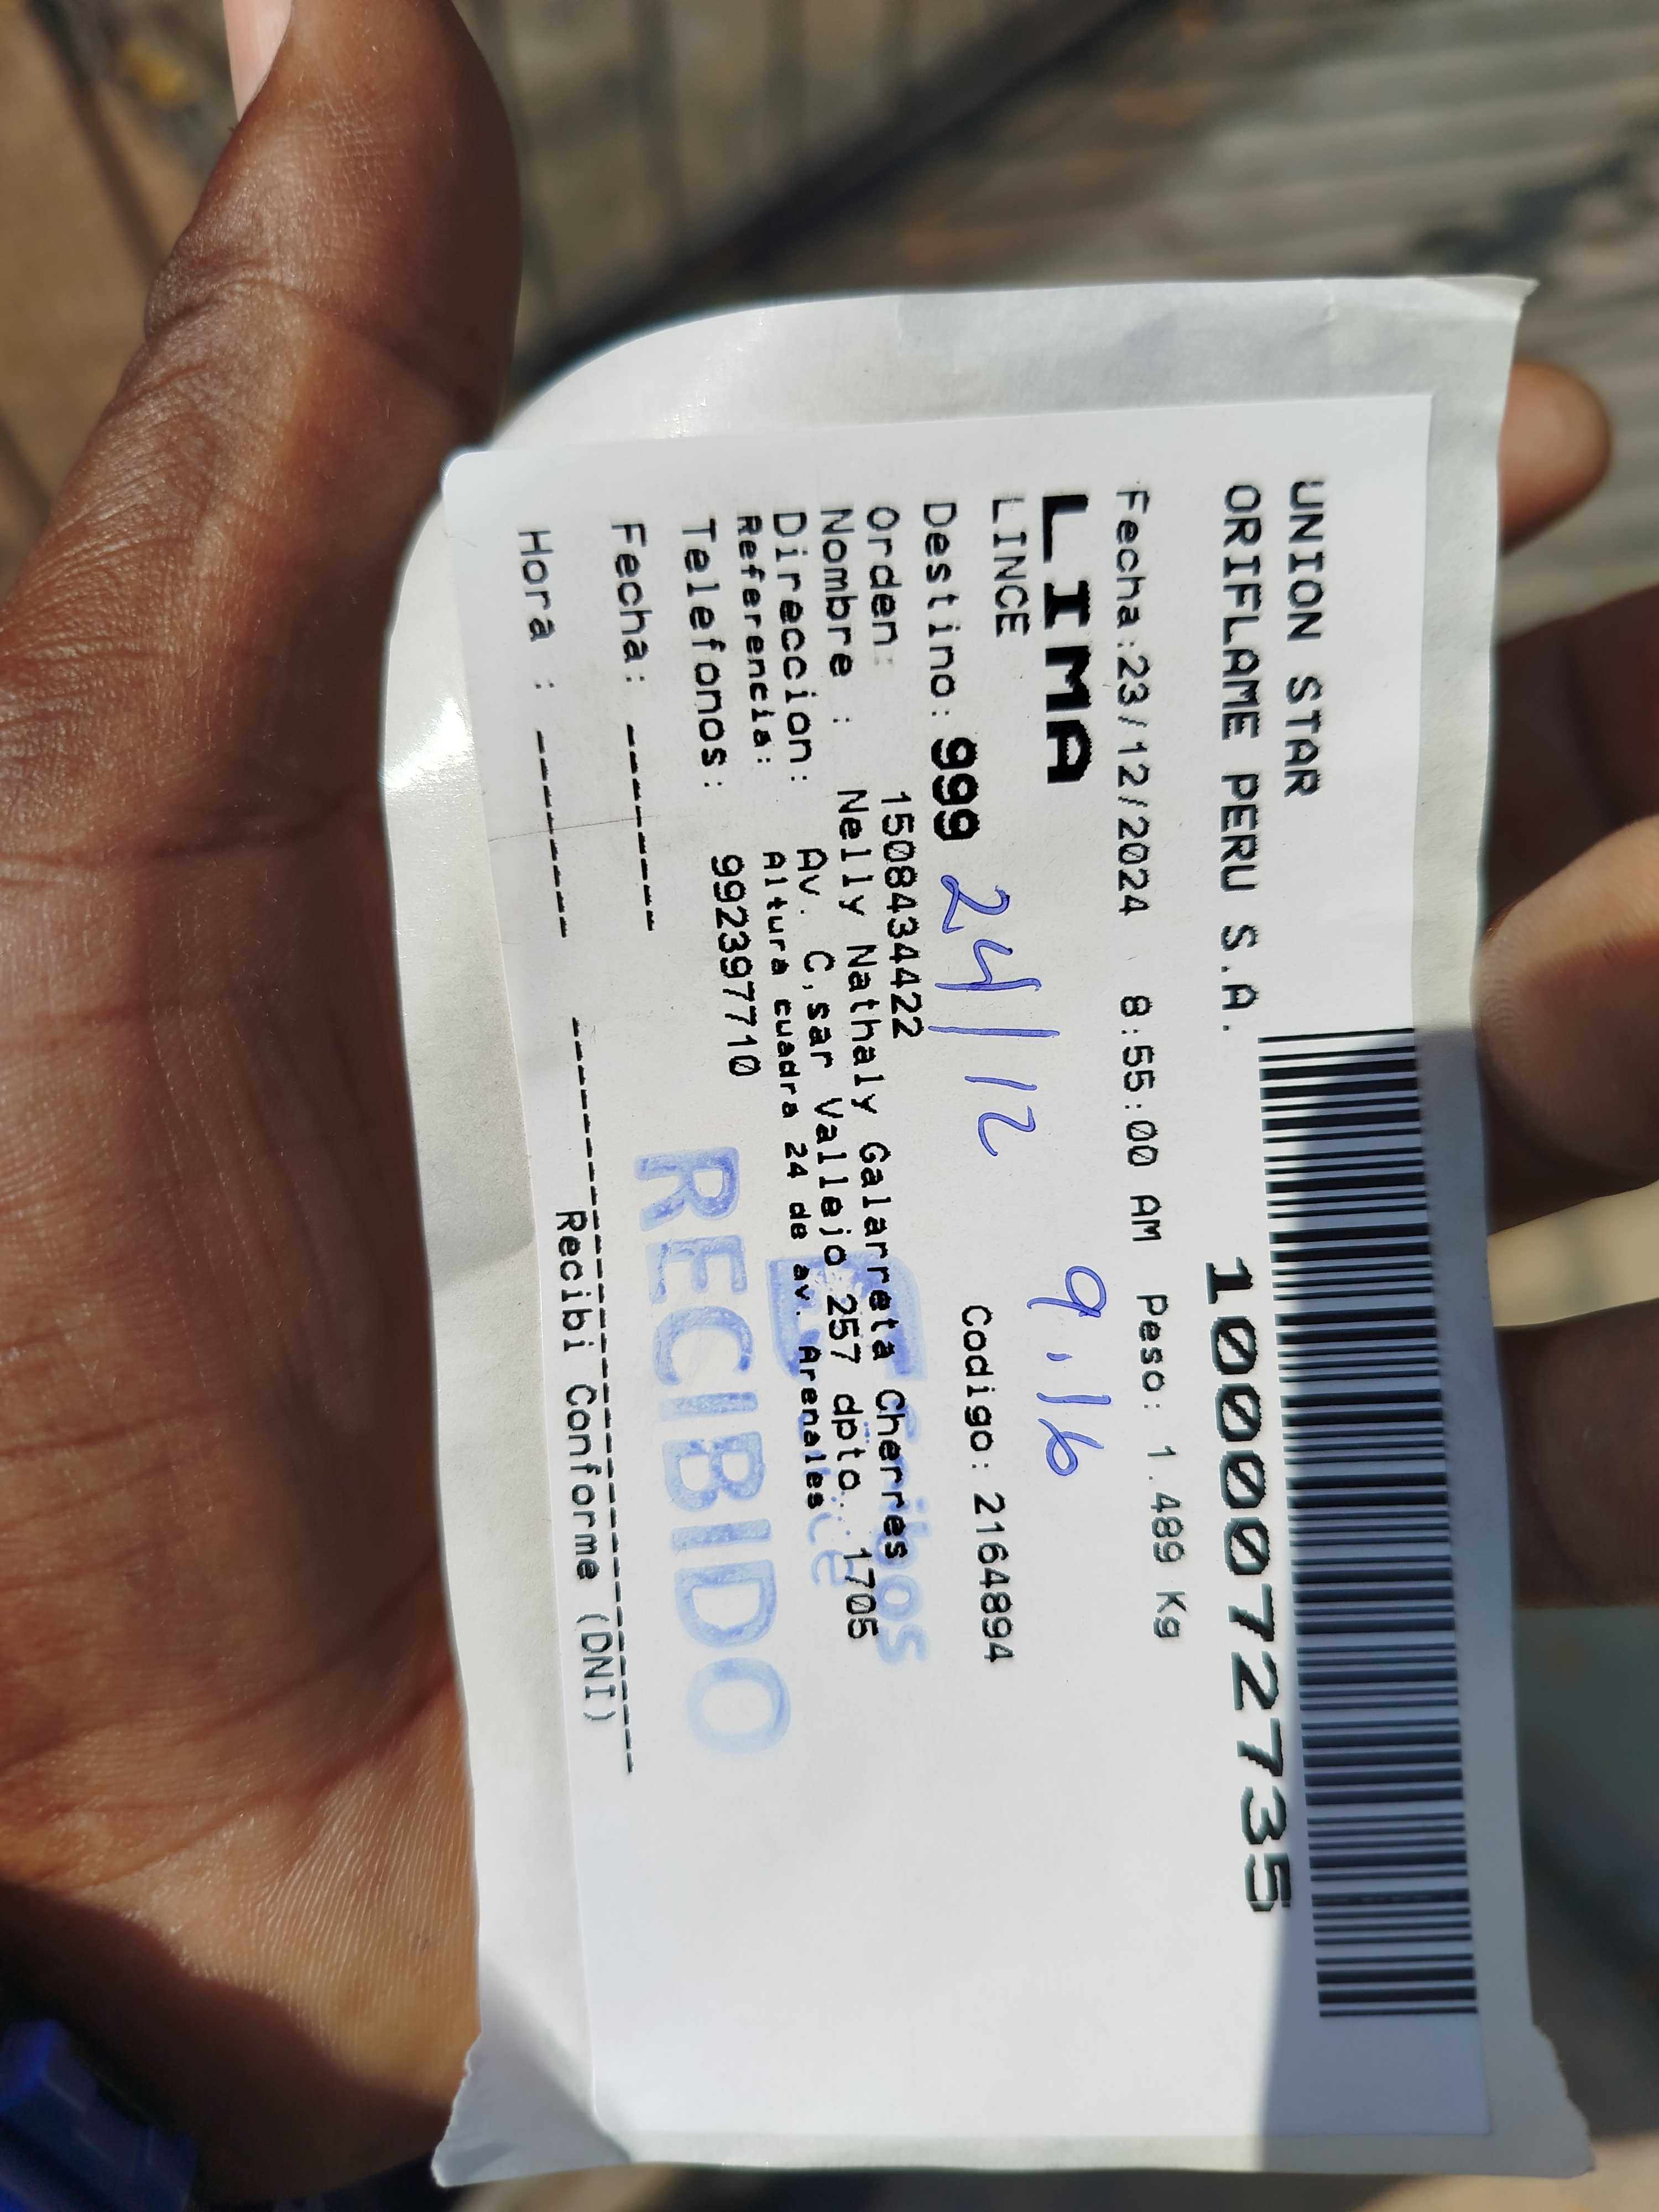 UNION STAR
ORIFLAME PERU S.A.
1000072735
Fecha:23/12/2024 8:55:00 AM Peso: 1.489 Kg
LIMA
9.16
LINCE
Destino: 999 24/12 Codigo: 2164894
Orden: 1508434422
Nombre : Nelly Nathaly Galarreta Cherres
Direccion: Av. C,sar Vallejo 257 dpto. 1705
Referencia: Altura cuadra 24 de av. Arenales
Telefonos: 992397710
RECIBIDO
Fecha: -------
Hora : --------
Recibi Conforme (DNI)